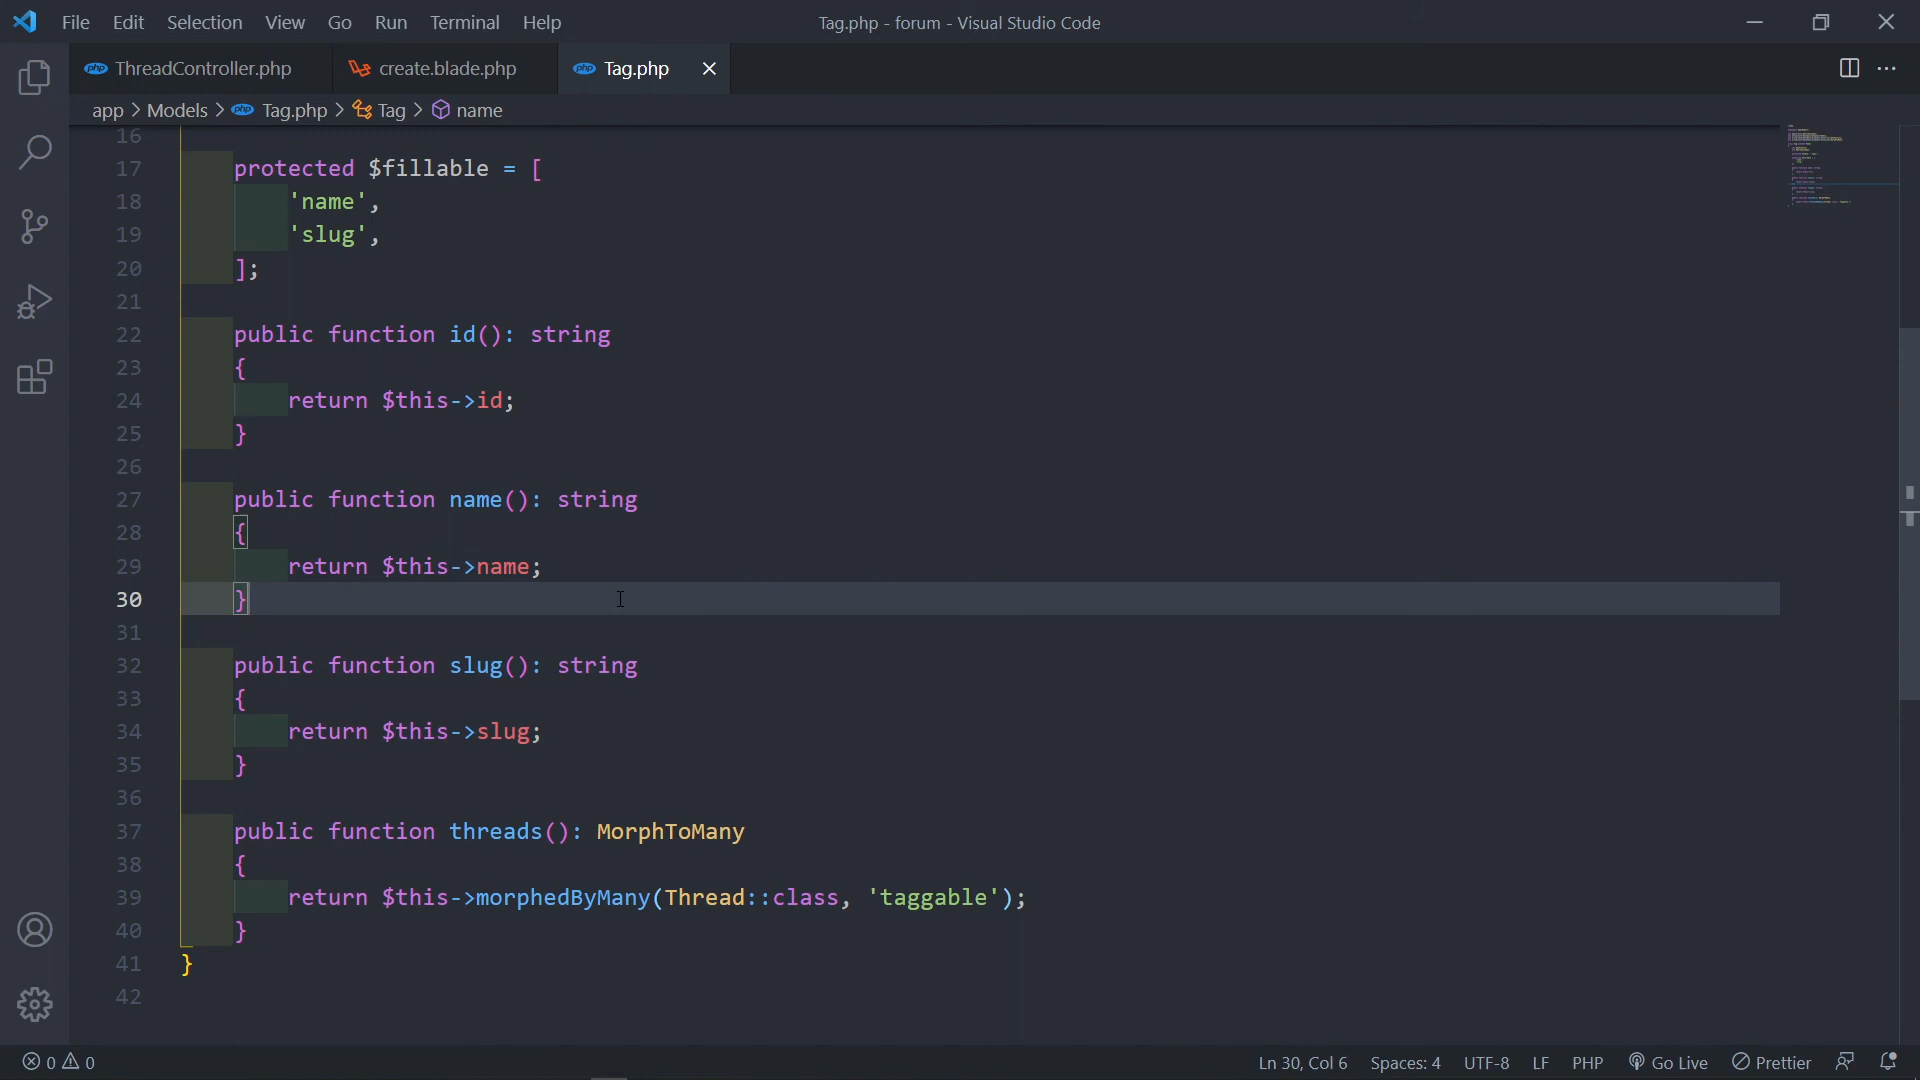 File Edit Selection View Go Run Terminal Help
Tag.php - forum - Visual Studio Code
php ThreadController.php
create.blade.php
php Tag.php
app > Models > php Tag.php > Tag > name
16
17 protected $fillable = [
18 'name',
19 'slug',
20 ];
21
22 public function id(): string
23 {
24 return $this->id;
25 }
26
27 public function name(): string
28 {
29 return $this->name;
30 }
31
32 public function slug(): string
33 {
34 return $this->slug;
35 }
36
37 public function threads(): MorphToMany
38 {
39 return $this->morphedByMany(Thread::class, 'taggable');
40 }
41 }
42
0 0 Ln 30, Col 6 Spaces: 4 UTF-8 LF PHP Go Live Prettier